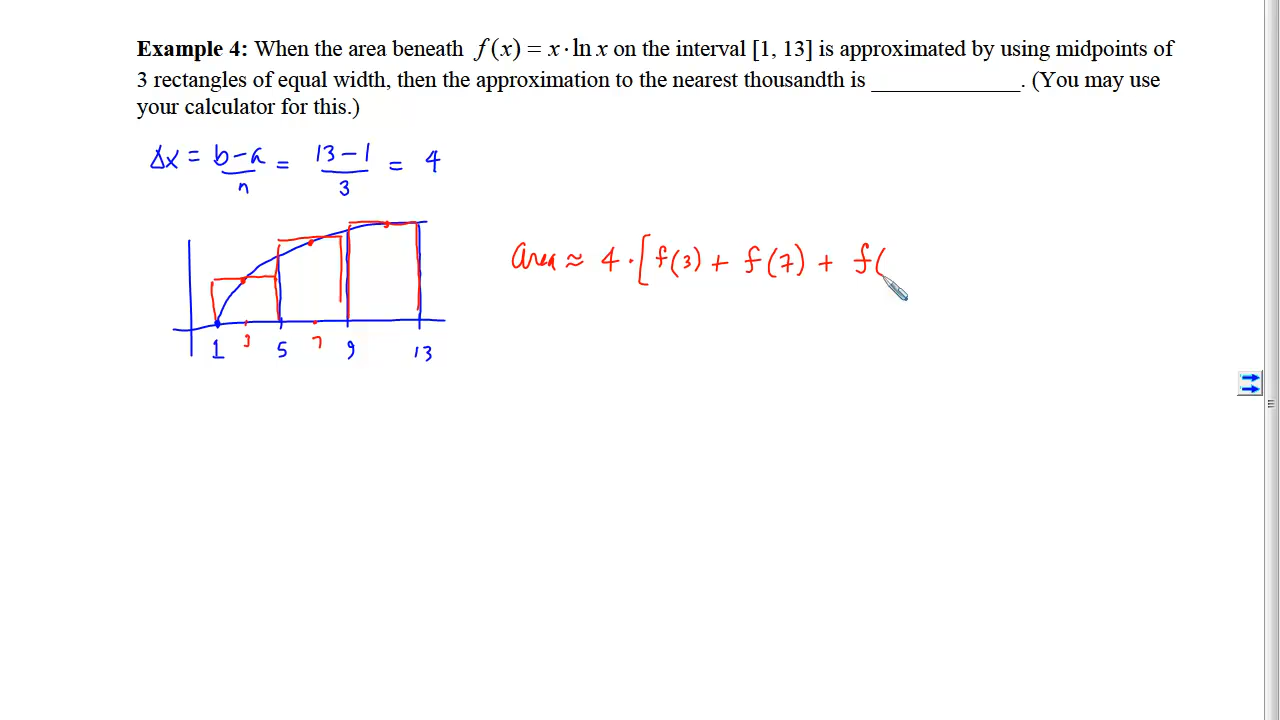 Example 4: When the area beneath f(x) = x · ln x on the interval [1, 13] is approximated by using midpoints of
3 rectangles of equal width, then the approximation to the nearest thousandth is ______________. (You may use
your calculator for this.)
Δx = (b-a)/n = (13-1)/3 = 4
Area ≈ 4 · [f(3) + f(7) + f(
1 3 5 7 9 13